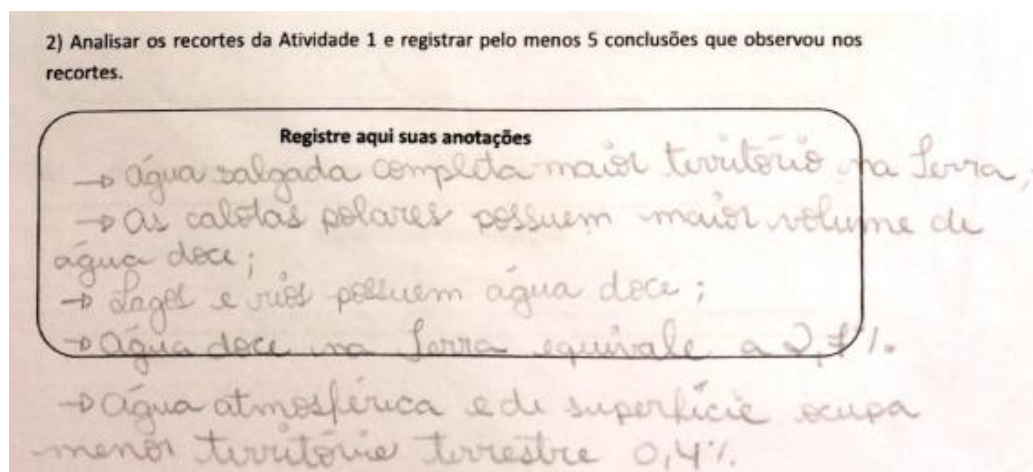 2) Analisar os recortes da Atividade 1 e registrar pelo menos 5 conclusões que observou nos
recortes.
Registre aqui suas anotações
→ água salgada completa maior território na Terra;
→ As calotas polares possuem maior volume de
água doce;
→ Lagos e rios possuem água doce;
→ água doce na Terra equivale a 2,7%.
→ água atmosférica e de superfície ocupa
menor território terrestre 0,4%.